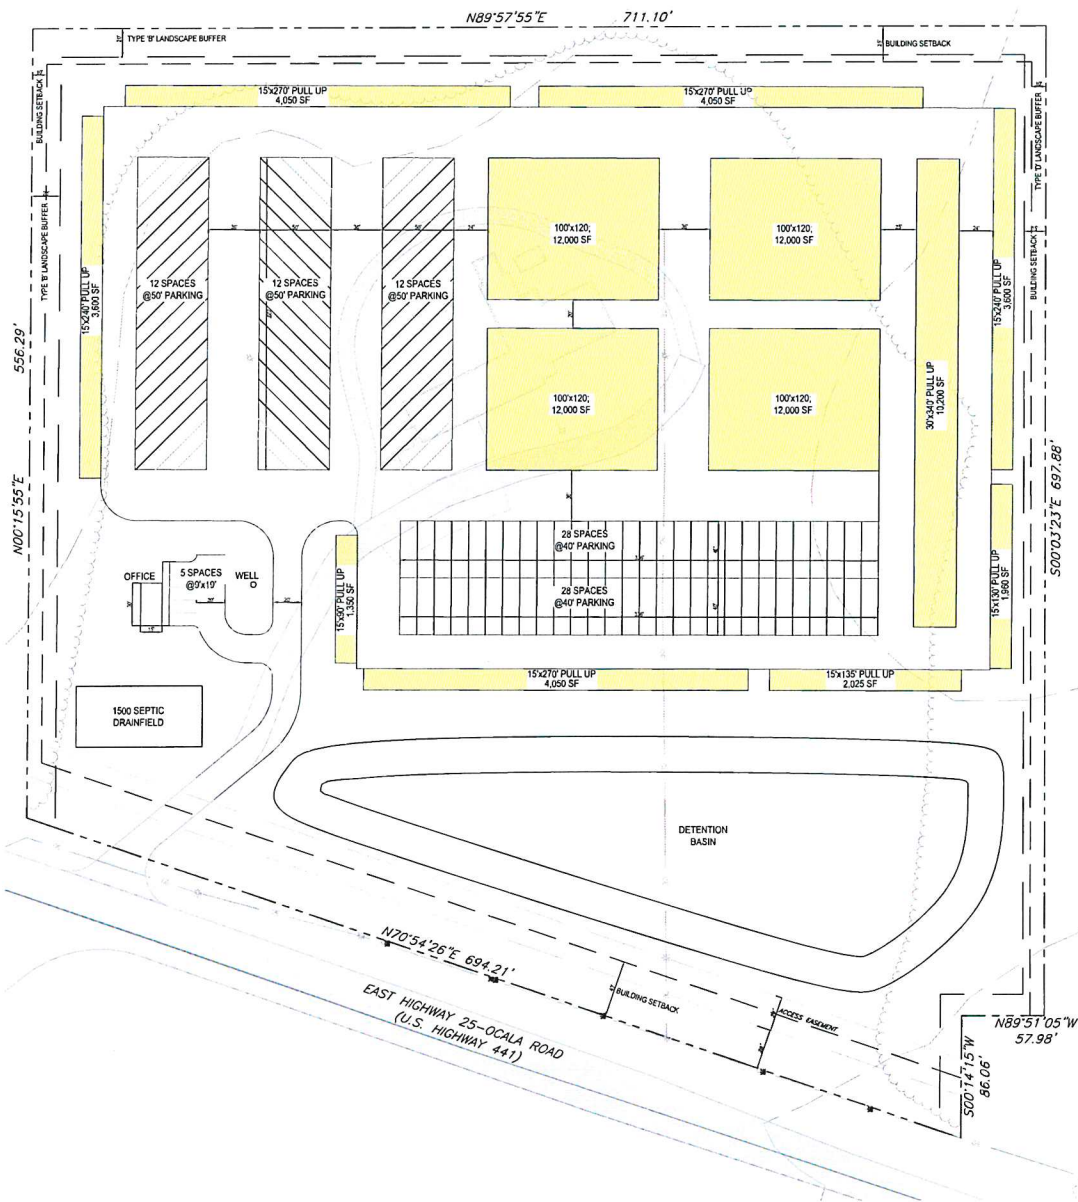 N89°57'55"E 711.10'
TYPE 'B' LANDSCAPE BUFFER
BUILDING SETBACK
BUILDING SETBACK
TYPE 'B' LANDSCAPE BUFFER
TYPE 'D' LANDSCAPE BUFFER
BUILDING SETBACK
15'x270' PULL UP
4,050 SF
15'x270' PULL UP
4,050 SF
15'x240' PULL UP
3,600 SF
12 SPACES
@50' PARKING
12 SPACES
@50' PARKING
12 SPACES
@50' PARKING
100'x120;
12,000 SF
100'x120;
12,000 SF
100'x120;
12,000 SF
100'x120;
12,000 SF
30'x340' PULL UP
10,200 SF
15'x240' PULL UP
3,600 SF
N00°15'55"E 556.29'
S00°03'23"E 697.88'
28 SPACES
@40' PARKING
28 SPACES
@40' PARKING
OFFICE
5 SPACES
@9'x19'
WELL
15'x90' PULL UP
1,350 SF
15'x130' PULL UP
1,960 SF
15'x270' PULL UP
4,050 SF
15'x135' PULL UP
2,025 SF
1500 SEPTIC
DRAINFIELD
DETENTION
BASIN
N70°54'26"E 694.21'
BUILDING SETBACK
ACCESS EASEMENT
EAST HIGHWAY 25-OCALA ROAD
(U.S. HIGHWAY 441)
N89°51'05"W
57.98'
S00°14'15"W
86.06'